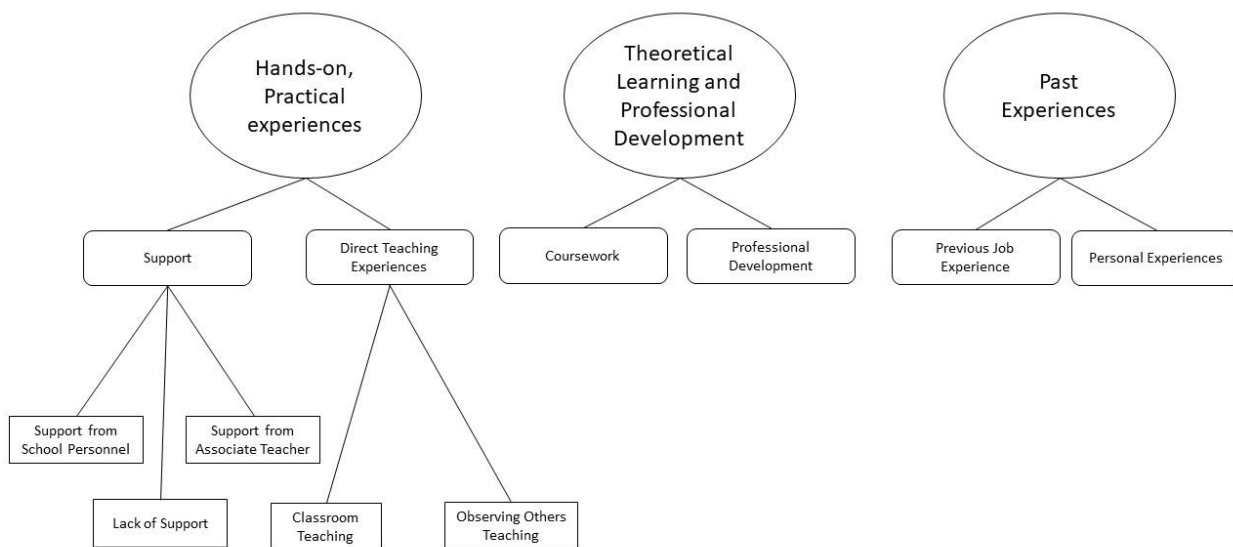 Hands-on,
Practical
experiences
Theoretical
Learning and
Professional
Development
Past
Experiences
Support
Direct Teaching
Experiences
Coursework
Professional
Development
Previous Job
Experience
Personal Experiences
Support from
School Personnel
Support from
Associate Teacher
Lack of Support
Classroom
Teaching
Observing Others
Teaching